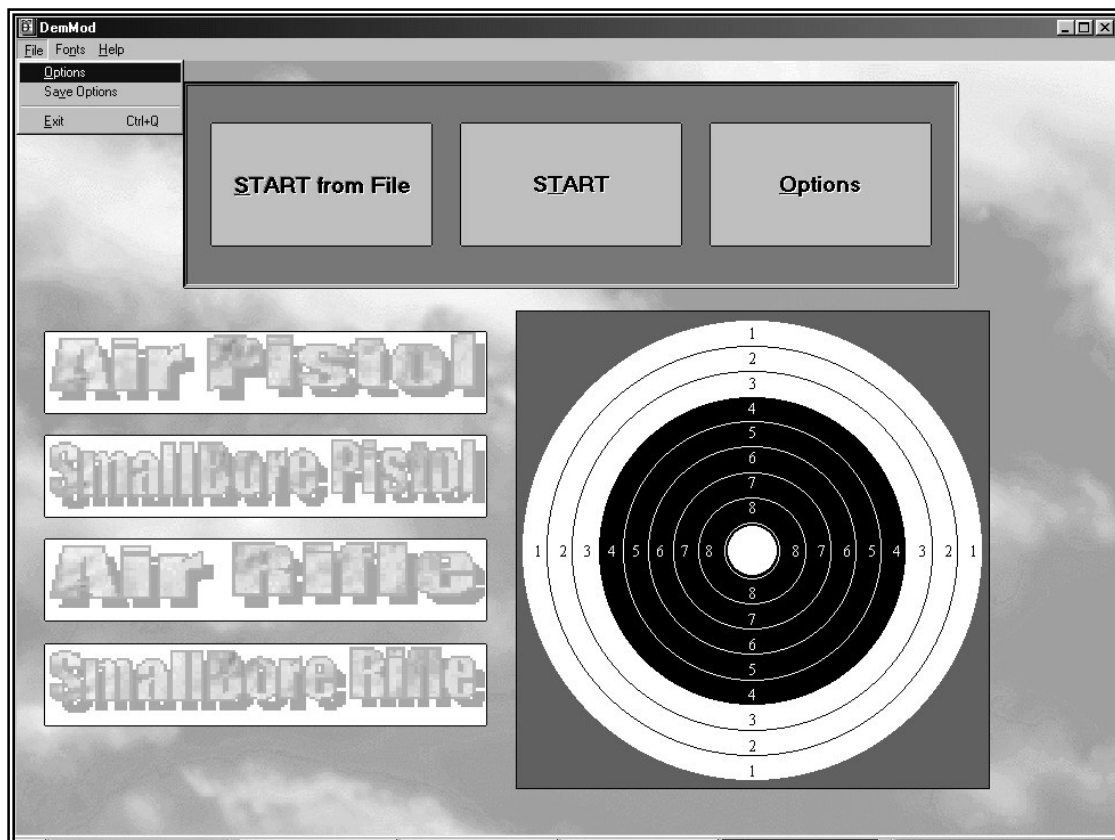 DemMod
File Fonts Help
Options
Save Options
Exit Ctrl+Q
START from File START Options
Air Pistol
SmallBore Pistol
Air Rifle
SmallBore Rifle
1
2
3
4
5
6
7
8
1 2 3 4 5 6 7 8 8 7 6 5 4 3 2 1
8
7
6
5
4
3
2
1